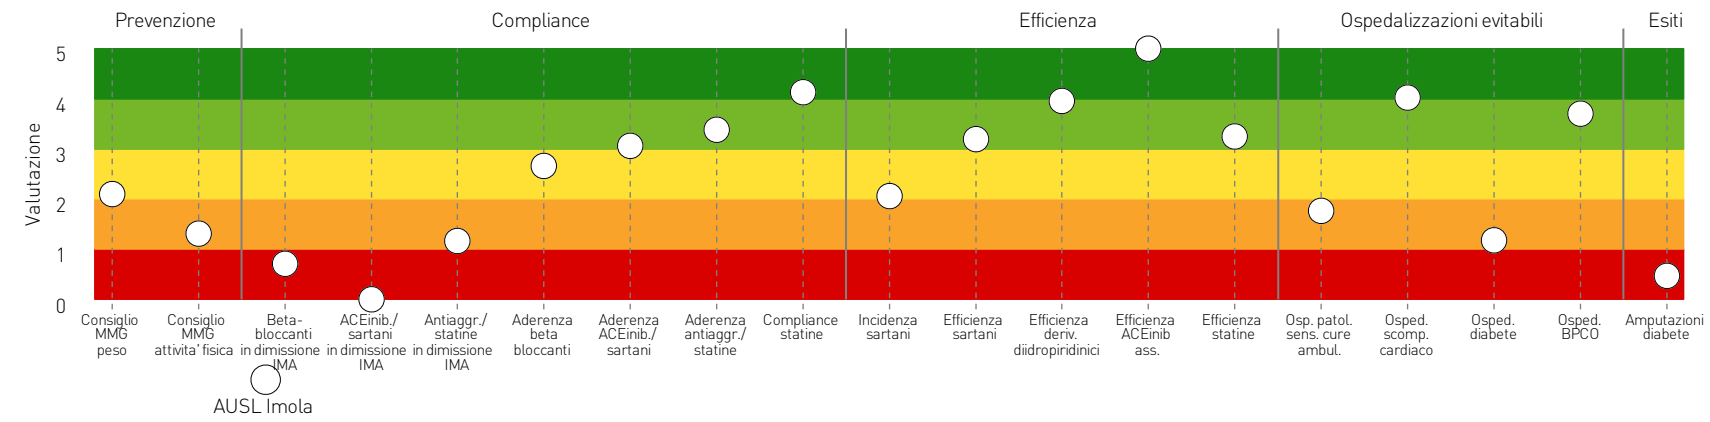 Prevenzione
Compliance
Efficienza
Ospedalizzazioni evitabili
Esiti
Valutazione
5
4
3
2
1
0
Consiglio
MMG
peso
Consiglio
MMG
attivita' fisica
Beta-
bloccanti
in dimissione
IMA
ACEinib./
sartani
in dimissione
IMA
Antiaggr./
statine
in dimissione
IMA
Aderenza
beta
bloccanti
Aderenza
ACEinib./
sartani
Aderenza
antiaggr./
statine
Compliance
statine
Incidenza
sartani
Efficienza
sartani
Efficienza
deriv.
diidropiridinici
Efficienza
ACEinib
ass.
Efficienza
statine
Osp. patol.
sens. cure
ambul.
Osped.
scomp.
cardiaco
Osped.
diabete
Osped.
BPCO
Amputazioni
diabete
AUSL Imola